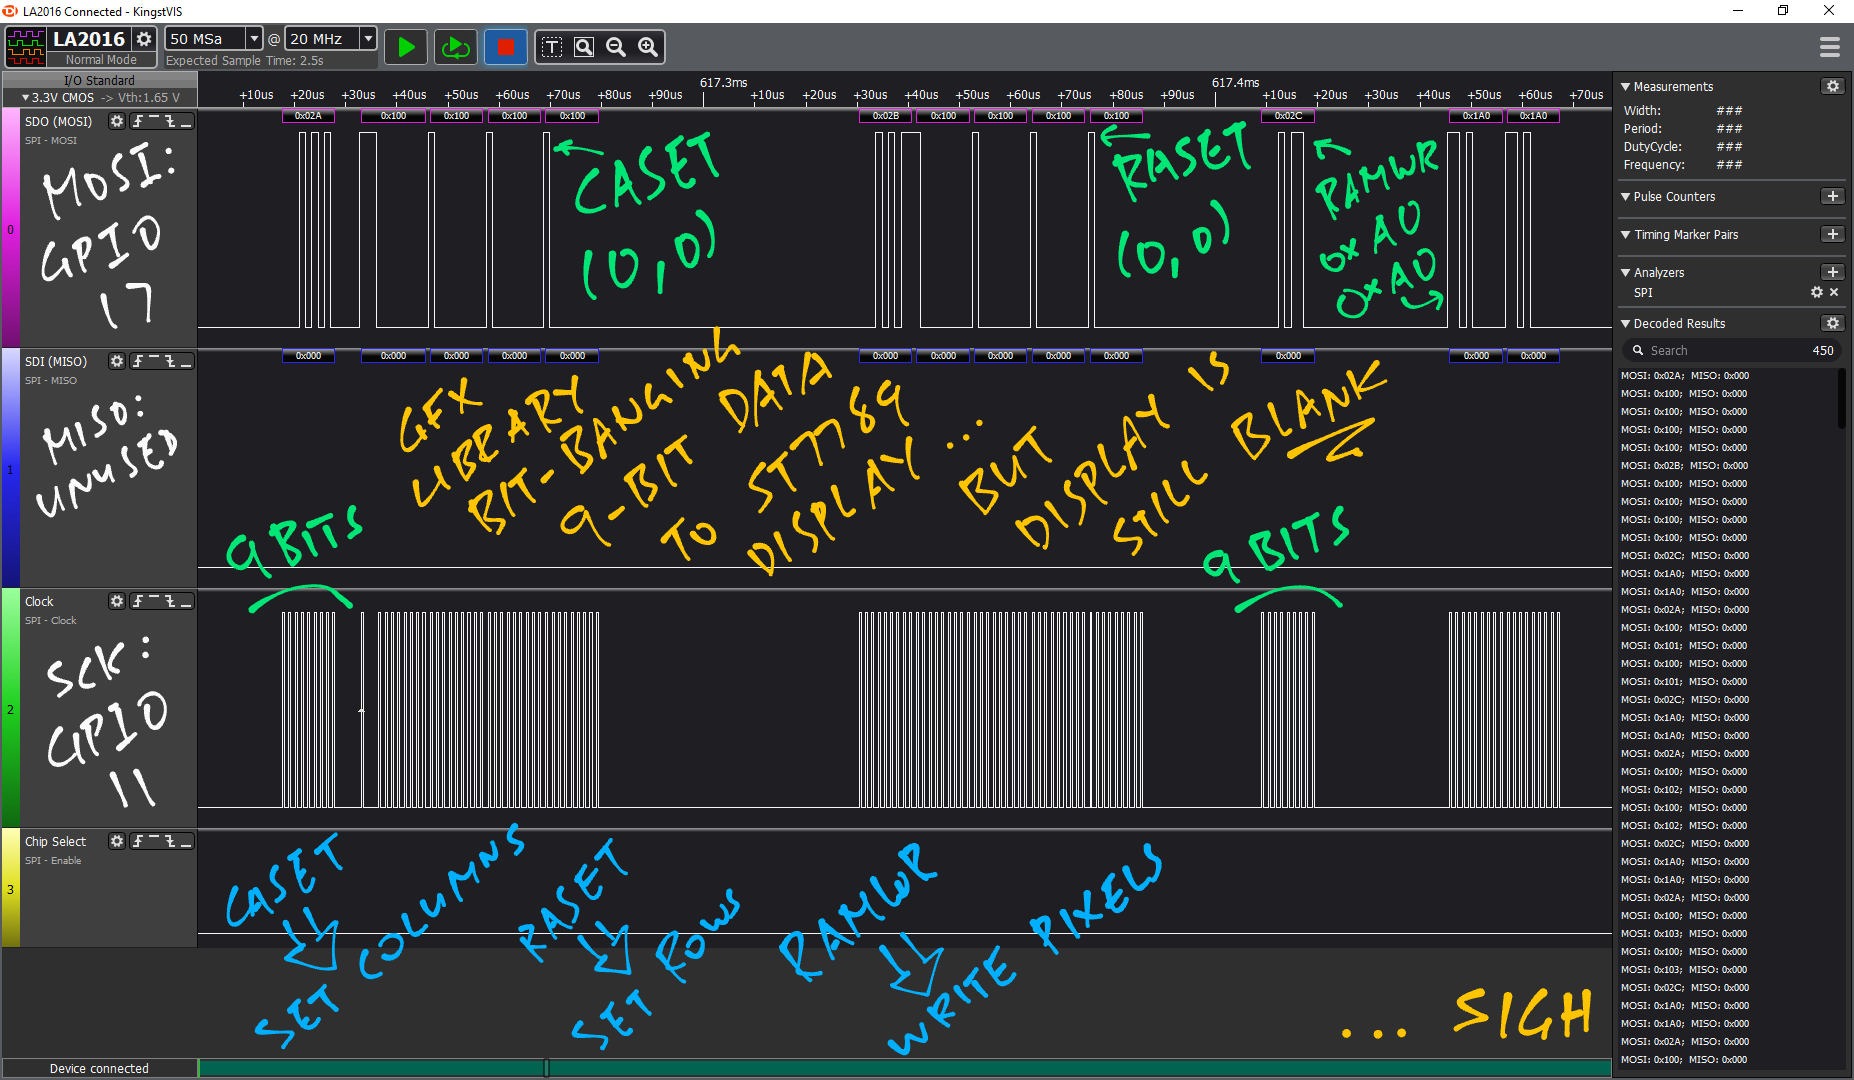 LA2016 Connected - KingstVIS
LA2016
Normal Mode
50 MSa @ 20 MHz
Expected Sample Time: 2.5s
T
I/O Standard
3.3V CMOS -> Vth:1.65 V
617.3ms 617.4ms
+10us +20us +30us +40us +50us +60us +70us +80us +90us +10us +20us +30us +40us +50us +60us +70us +80us +90us +10us +20us +30us +40us +50us +60us +70us
0
SDO (MOSI)
SPI - MOSI
0x02A 0x100 0x100 0x100 0x100 0x02B 0x100 0x100 0x100 0x100 0x02C 0x1A0 0x1A0
MOSI:
GPIO
17
CASET
(0,0)
RASET
(0,0)
RAMWR
0xA0
0xA0
1
SDI (MISO)
SPI - MISO
0x000 0x000 0x000 0x000 0x000 0x000 0x000 0x000 0x000 0x000 0x000 0x000 0x000
MISO:
UNUSED
GFX
LIBRARY
BIT-BANGING
9-BIT DATA
TO ST7789
DISPLAY ...
BUT
DISPLAY IS
STILL BLANK
9 BITS
9 BITS
2
Clock
SPI - Clock
SCK:
GPIO
11
3
Chip Select
SPI - Enable
CASET
SET COLUMNS
RASET
SET ROWS
RAMWR
WRITE PIXELS
... SIGH
Device connected
Measurements
Width: ###
Period: ###
DutyCycle: ###
Frequency: ###
Pulse Counters
Timing Marker Pairs
Analyzers
SPI
Decoded Results
Search 450
MOSI: 0x02A; MISO: 0x000
MOSI: 0x100; MISO: 0x000
MOSI: 0x100; MISO: 0x000
MOSI: 0x100; MISO: 0x000
MOSI: 0x100; MISO: 0x000
MOSI: 0x02B; MISO: 0x000
MOSI: 0x100; MISO: 0x000
MOSI: 0x100; MISO: 0x000
MOSI: 0x100; MISO: 0x000
MOSI: 0x100; MISO: 0x000
MOSI: 0x02C; MISO: 0x000
MOSI: 0x1A0; MISO: 0x000
MOSI: 0x1A0; MISO: 0x000
MOSI: 0x02A; MISO: 0x000
MOSI: 0x100; MISO: 0x000
MOSI: 0x101; MISO: 0x000
MOSI: 0x100; MISO: 0x000
MOSI: 0x101; MISO: 0x000
MOSI: 0x02C; MISO: 0x000
MOSI: 0x1A0; MISO: 0x000
MOSI: 0x1A0; MISO: 0x000
MOSI: 0x02A; MISO: 0x000
MOSI: 0x100; MISO: 0x000
MOSI: 0x102; MISO: 0x000
MOSI: 0x100; MISO: 0x000
MOSI: 0x102; MISO: 0x000
MOSI: 0x02C; MISO: 0x000
MOSI: 0x1A0; MISO: 0x000
MOSI: 0x1A0; MISO: 0x000
MOSI: 0x02A; MISO: 0x000
MOSI: 0x100; MISO: 0x000
MOSI: 0x103; MISO: 0x000
MOSI: 0x100; MISO: 0x000
MOSI: 0x103; MISO: 0x000
MOSI: 0x02C; MISO: 0x000
MOSI: 0x1A0; MISO: 0x000
MOSI: 0x1A0; MISO: 0x000
MOSI: 0x02A; MISO: 0x000
MOSI: 0x100; MISO: 0x000